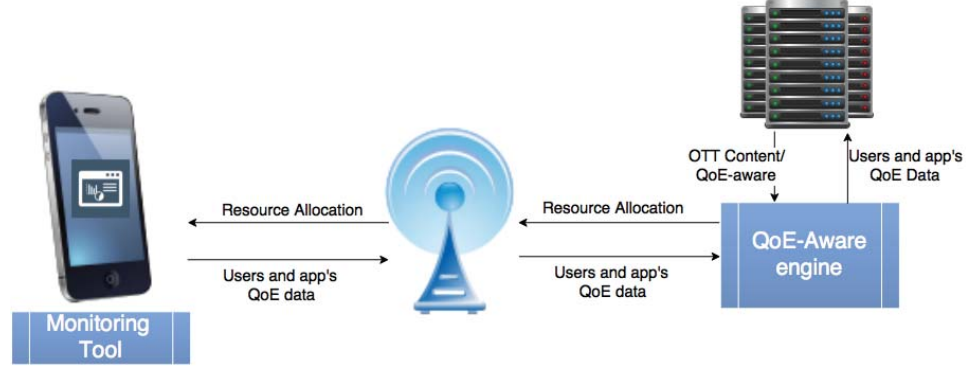 OTT Content/
QoE-aware
Users and app's
QoE Data
Resource Allocation
Users and app's
QoE data
Resource Allocation
Users and app's
QoE data
QoE-Aware
engine
Monitoring
Tool